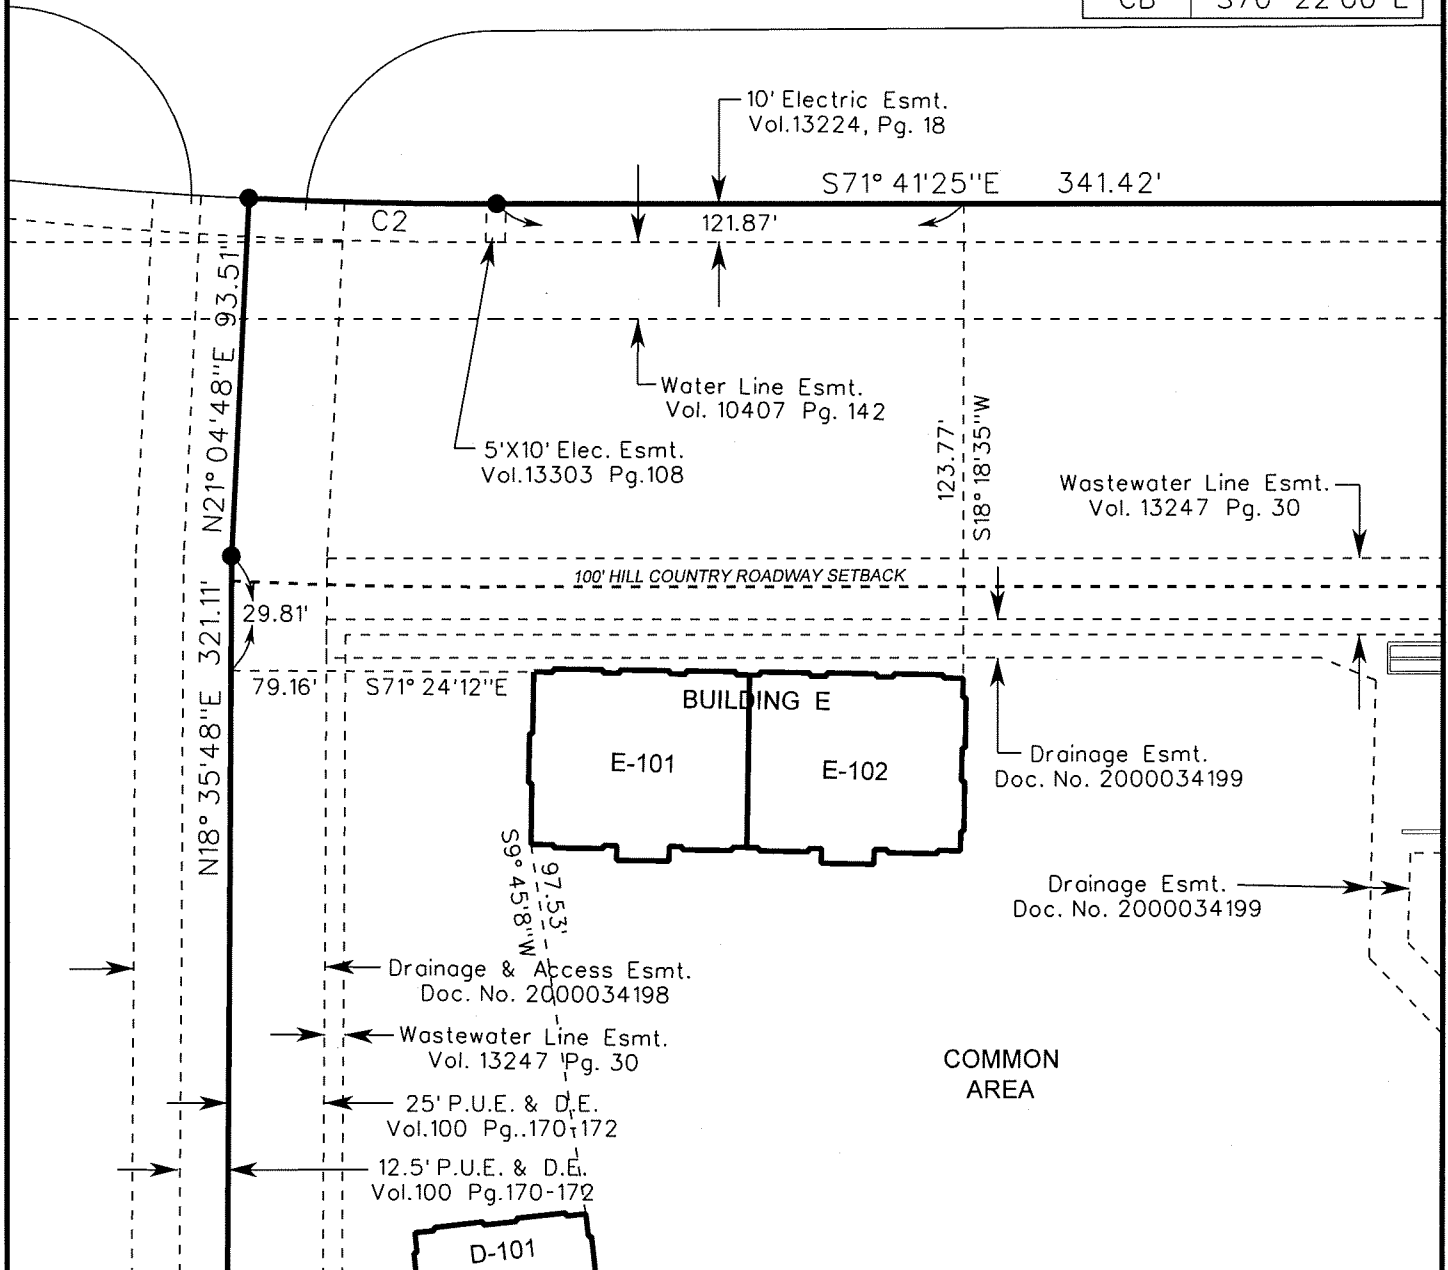 CB S70° 22'00"E
10' Electric Esmt.
Vol.13224, Pg. 18
S71° 41'25"E 341.42'
C2
121.87'
N21° 04'48"E 93.51'
Water Line Esmt.
Vol. 10407 Pg. 142
5'X10' Elec. Esmt.
Vol.13303 Pg.108
123.77'
S18° 18'35"W
Wastewater Line Esmt.
Vol. 13247 Pg. 30
100' HILL COUNTRY ROADWAY SETBACK
29.81'
N18° 35'48"E 321.11'
79.16' S71° 24'12"E
BUILDING E
E-101
E-102
Drainage Esmt.
Doc. No. 2000034199
S9° 45'8"W
97.53'
Drainage Esmt.
Doc. No. 2000034199
Drainage & Access Esmt.
Doc. No. 2000034198
Wastewater Line Esmt.
Vol. 13247 Pg. 30
COMMON
AREA
25' P.U.E. & D.E.
Vol.100 Pg..170-172
12.5' P.U.E. & D.E.
Vol.100 Pg.170-172
D-101